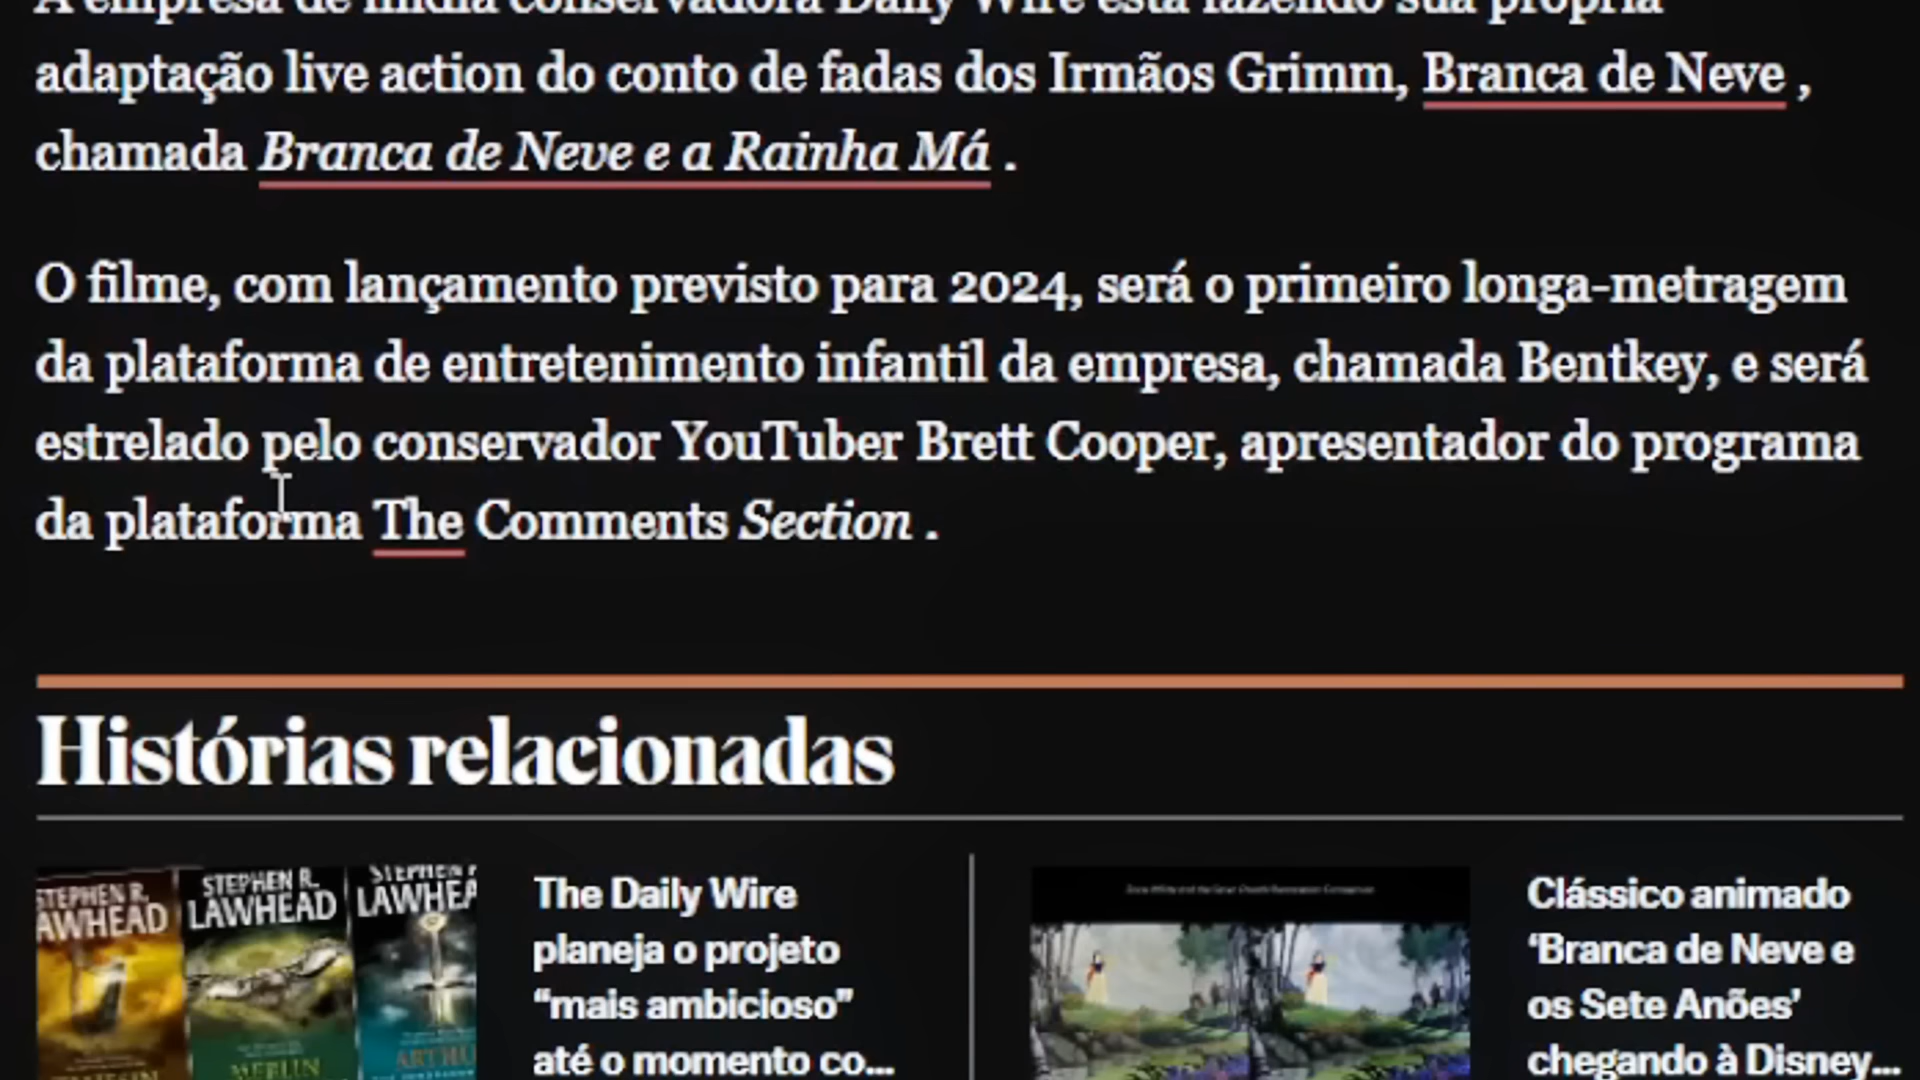 A empresa de mídia conservadora Daily Wire está fazendo sua própria
adaptação live action do conto de fadas dos Irmãos Grimm, Branca de Neve ,
chamada Branca de Neve e a Rainha Má .
O filme, com lançamento previsto para 2024, será o primeiro longa-metragem
da plataforma de entretenimento infantil da empresa, chamada Bentkey, e será
estrelado pelo conservador YouTuber Brett Cooper, apresentador do programa
da plataforma The Comments Section .
Histórias relacionadas
STEPHEN R.
AWHEAD
STEPHEN R.
LAWHEAD
MERLIN
STEPHEN R
LAWHEA
ARTHU
The Daily Wire
planeja o projeto
“mais ambicioso”
até o momento co...
Clássico animado
‘Branca de Neve e
os Sete Anões’
chegando à Disney...